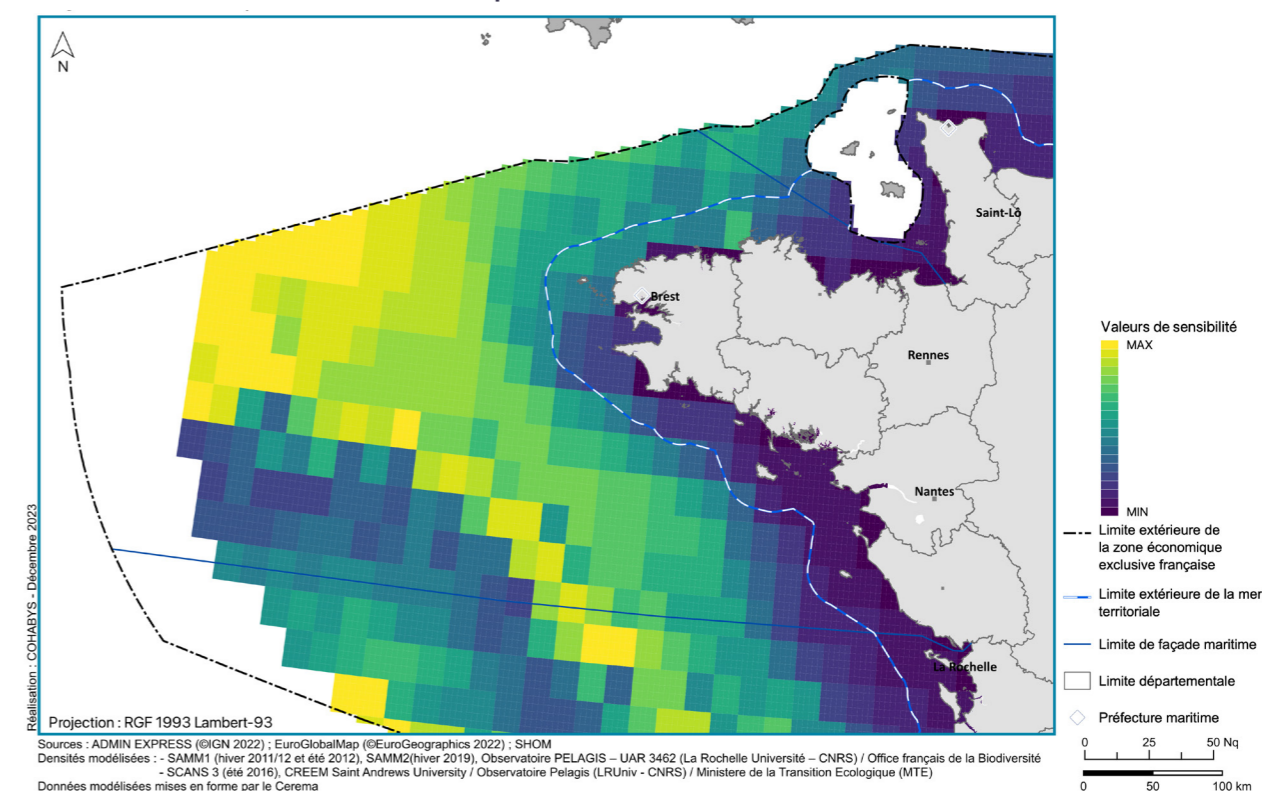 N
Saint-Lô
Brest
Rennes
Nantes
La Rochelle
Réalisation : COHABYS - Décembre 2023
Projection : RGF 1993 Lambert-93
Valeurs de sensibilité
MAX
MIN
Limite extérieure de
la zone économique
exclusive française
Limite extérieure de la mer
territoriale
Limite de façade maritime
Limite départementale
Préfecture maritime
0 25 50 Nq
0 50 100 km
Sources : ADMIN EXPRESS (©IGN 2022) ; EuroGlobalMap (©EuroGeographics 2022) ; SHOM
Densités modélisées : - SAMM1 (hiver 2011/12 et été 2012), SAMM2(hiver 2019), Observatoire PELAGIS – UAR 3462 (La Rochelle Université – CNRS) / Office français de la Biodiversité
- SCANS 3 (été 2016), CREEM Saint Andrews University / Observatoire Pelagis (LRUniv - CNRS) / Ministere de la Transition Ecologique (MTE)
Données modélisées mises en forme par le Cerema